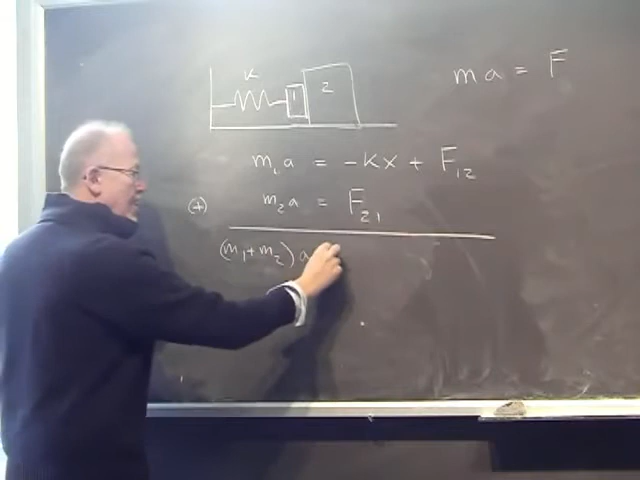 K
1 2
ma = F
m₁a = -Kx + F₁₂
m₂a = F₂₁
(+)
(m₁+m₂)a